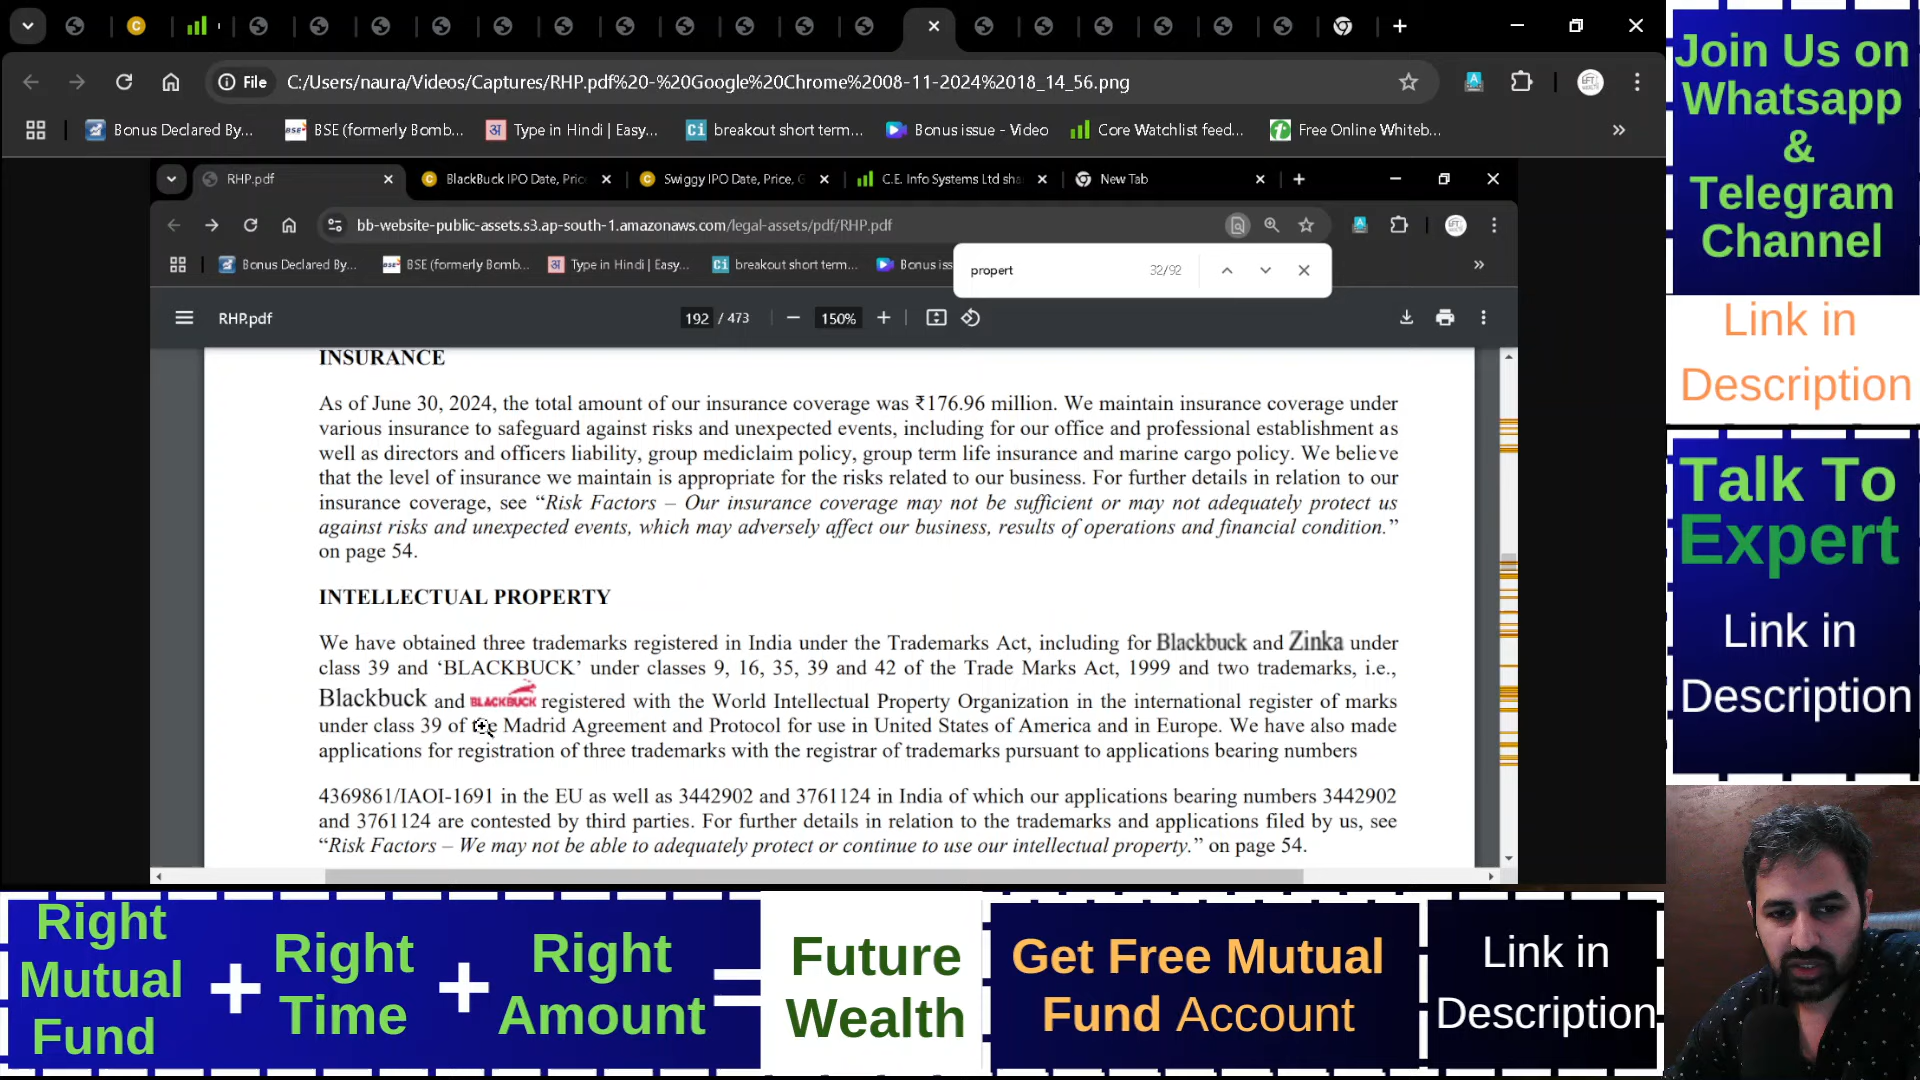 File
C:/Users/naura/Videos/Captures/RHP.pdf%20-%20Google%20Chrome%2008-11-2024%2018_14_56.png
Bonus Declared By...
BSE (formerly Bomb...
Type in Hindi | Easy...
breakout short term...
Bonus issue - Video
Core Watchlist feed...
Free Online Whiteb...
RHP.pdf
BlackBuck IPO Date, Pric
Swiggy IPO Date, Price, G
C.E. Info Systems Ltd sha
New Tab
bb-website-public-assets.s3.ap-south-1.amazonaws.com/legal-assets/pdf/RHP.pdf
Bonus Declared By...
BSE (formerly Bomb...
Type in Hindi | Easy...
breakout short term...
Bonus iss
propert
32/92
RHP.pdf
192 / 473
150%
INSURANCE
As of June 30, 2024, the total amount of our insurance coverage was ₹176.96 million. We maintain insurance coverage under
various insurance to safeguard against risks and unexpected events, including for our office and professional establishment as
well as directors and officers liability, group mediclaim policy, group term life insurance and marine cargo policy. We believe
that the level of insurance we maintain is appropriate for the risks related to our business. For further details in relation to our
insurance coverage, see “Risk Factors – Our insurance coverage may not be sufficient or may not adequately protect us
against risks and unexpected events, which may adversely affect our business, results of operations and financial condition.”
on page 54.
INTELLECTUAL PROPERTY
We have obtained three trademarks registered in India under the Trademarks Act, including for Blackbuck and Zinka under
class 39 and ‘BLACKBUCK’ under classes 9, 16, 35, 39 and 42 of the Trade Marks Act, 1999 and two trademarks, i.e.,
Blackbuck and BLACKBUCK registered with the World Intellectual Property Organization in the international register of marks
under class 39 of the Madrid Agreement and Protocol for use in United States of America and in Europe. We have also made
applications for registration of three trademarks with the registrar of trademarks pursuant to applications bearing numbers
4369861/IAOI-1691 in the EU as well as 3442902 and 3761124 in India of which our applications bearing numbers 3442902
and 3761124 are contested by third parties. For further details in relation to the trademarks and applications filed by us, see
“Risk Factors – We may not be able to adequately protect or continue to use our intellectual property.” on page 54.
Join Us on
Whatsapp
&
Telegram
Channel
Link in
Description
Talk To
Expert
Link in
Description
Right
Mutual
Fund
+
Right
Time
+
Right
Amount
=
Future
Wealth
Get Free Mutual
Fund Account
Link in
Description